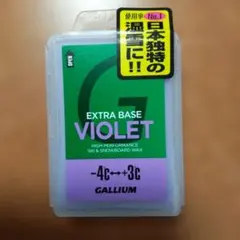 使用率No.1
日本独特の
湿雪に!!
EXTRA BASE
VIOLET
HIGH PERFORMANCE
SKI & SNOWBOARD WAX
-4c↔+3c
GALLIUM